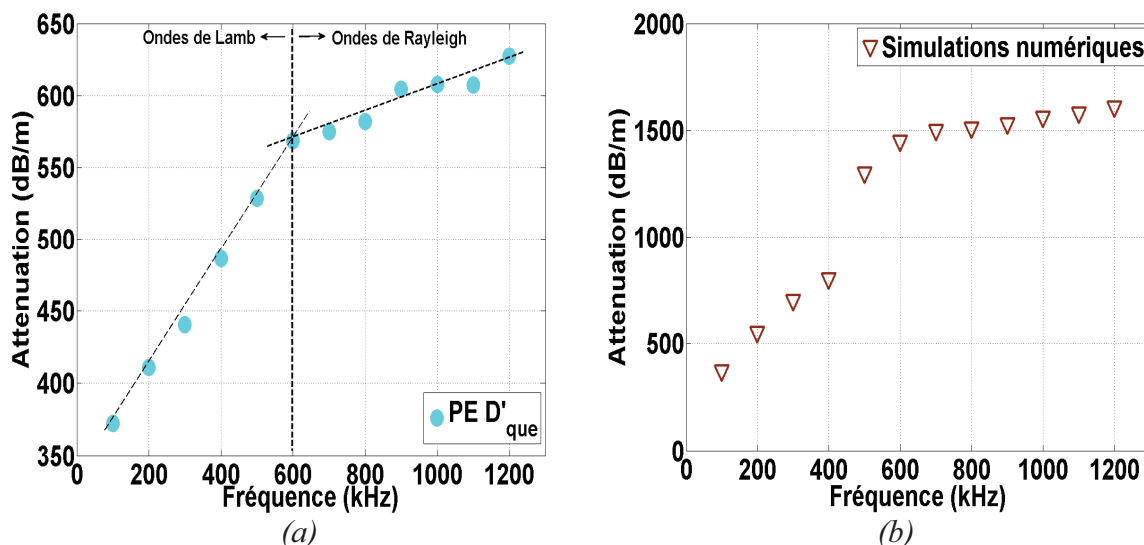 Ondes de Lamb
Ondes de Rayleigh
650
600
550
500
450
400
350
Attenuation (dB/m)
200
400
600
800
1000
1200
Fréquence (kHz)
PE D'que
(a)
2000
1500
1000
500
0
Attenuation (dB/m)
0
200
400
600
800
1000
1200
Fréquence (kHz)
Simulations numériques
(b)